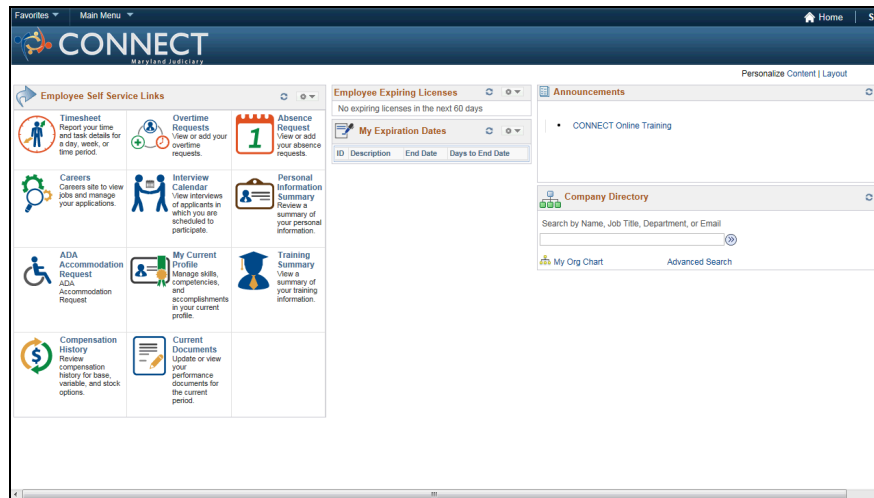 Favorites Main Menu
Home
CONNECT
Maryland Judiciary
Personalize Content | Layout
Employee Self Service Links
Timesheet
Report your time
and task details for
a day, week, or
time period.
Overtime
Requests
View or add your
overtime
requests.
1
Absence
Request
View or add
your absence
requests.
Careers
Careers site to view
jobs and manage
your applications.
Interview
Calendar
View interviews
of applicants in
which you are
scheduled to
participate.
Personal
Information
Summary
Review a
summary of
your personal
information.
ADA
Accommodation
Request
ADA
Accommodation
Request
My Current
Profile
Manage skills,
competencies,
and
accomplishments
in your current
profile.
Training
Summary
View a
summary of
your training
information.
$
Compensation
History
Review
compensation
history for base,
variable, and stock
options.
Current
Documents
Update or view
your
performance
documents for
the current
period.
Employee Expiring Licenses
No expiring licenses in the next 60 days
My Expiration Dates
ID Description End Date Days to End Date
Announcements
• CONNECT Online Training
Company Directory
Search by Name, Job Title, Department, or Email
My Org Chart Advanced Search